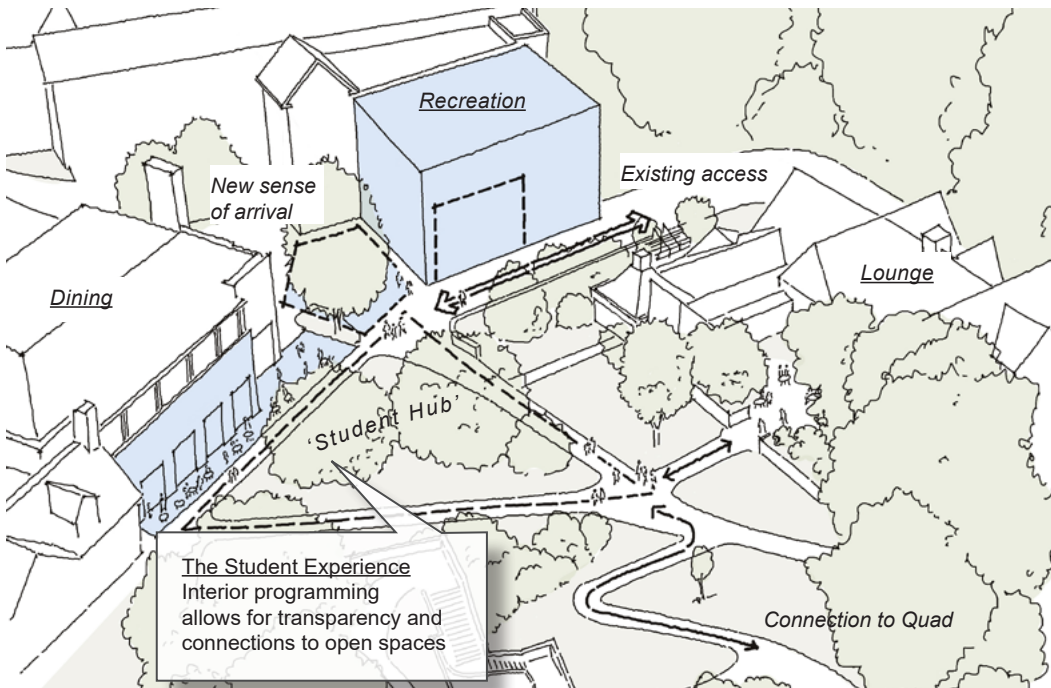 Recreation
New sense
of arrival
Existing access
Dining
Lounge
'Student Hub'
The Student Experience
Interior programming
allows for transparency and
connections to open spaces
Connection to Quad